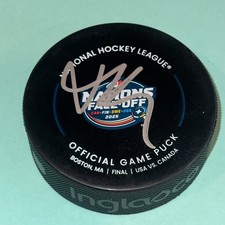 NATIONAL HOCKEY LEAGUE
4 NATIONS
FACE-OFF
CAN·FIN·SWE·USA
2025
OFFICIAL GAME PUCK
BOSTON, MA | FINAL | USA VS. CANADA
Inglasco